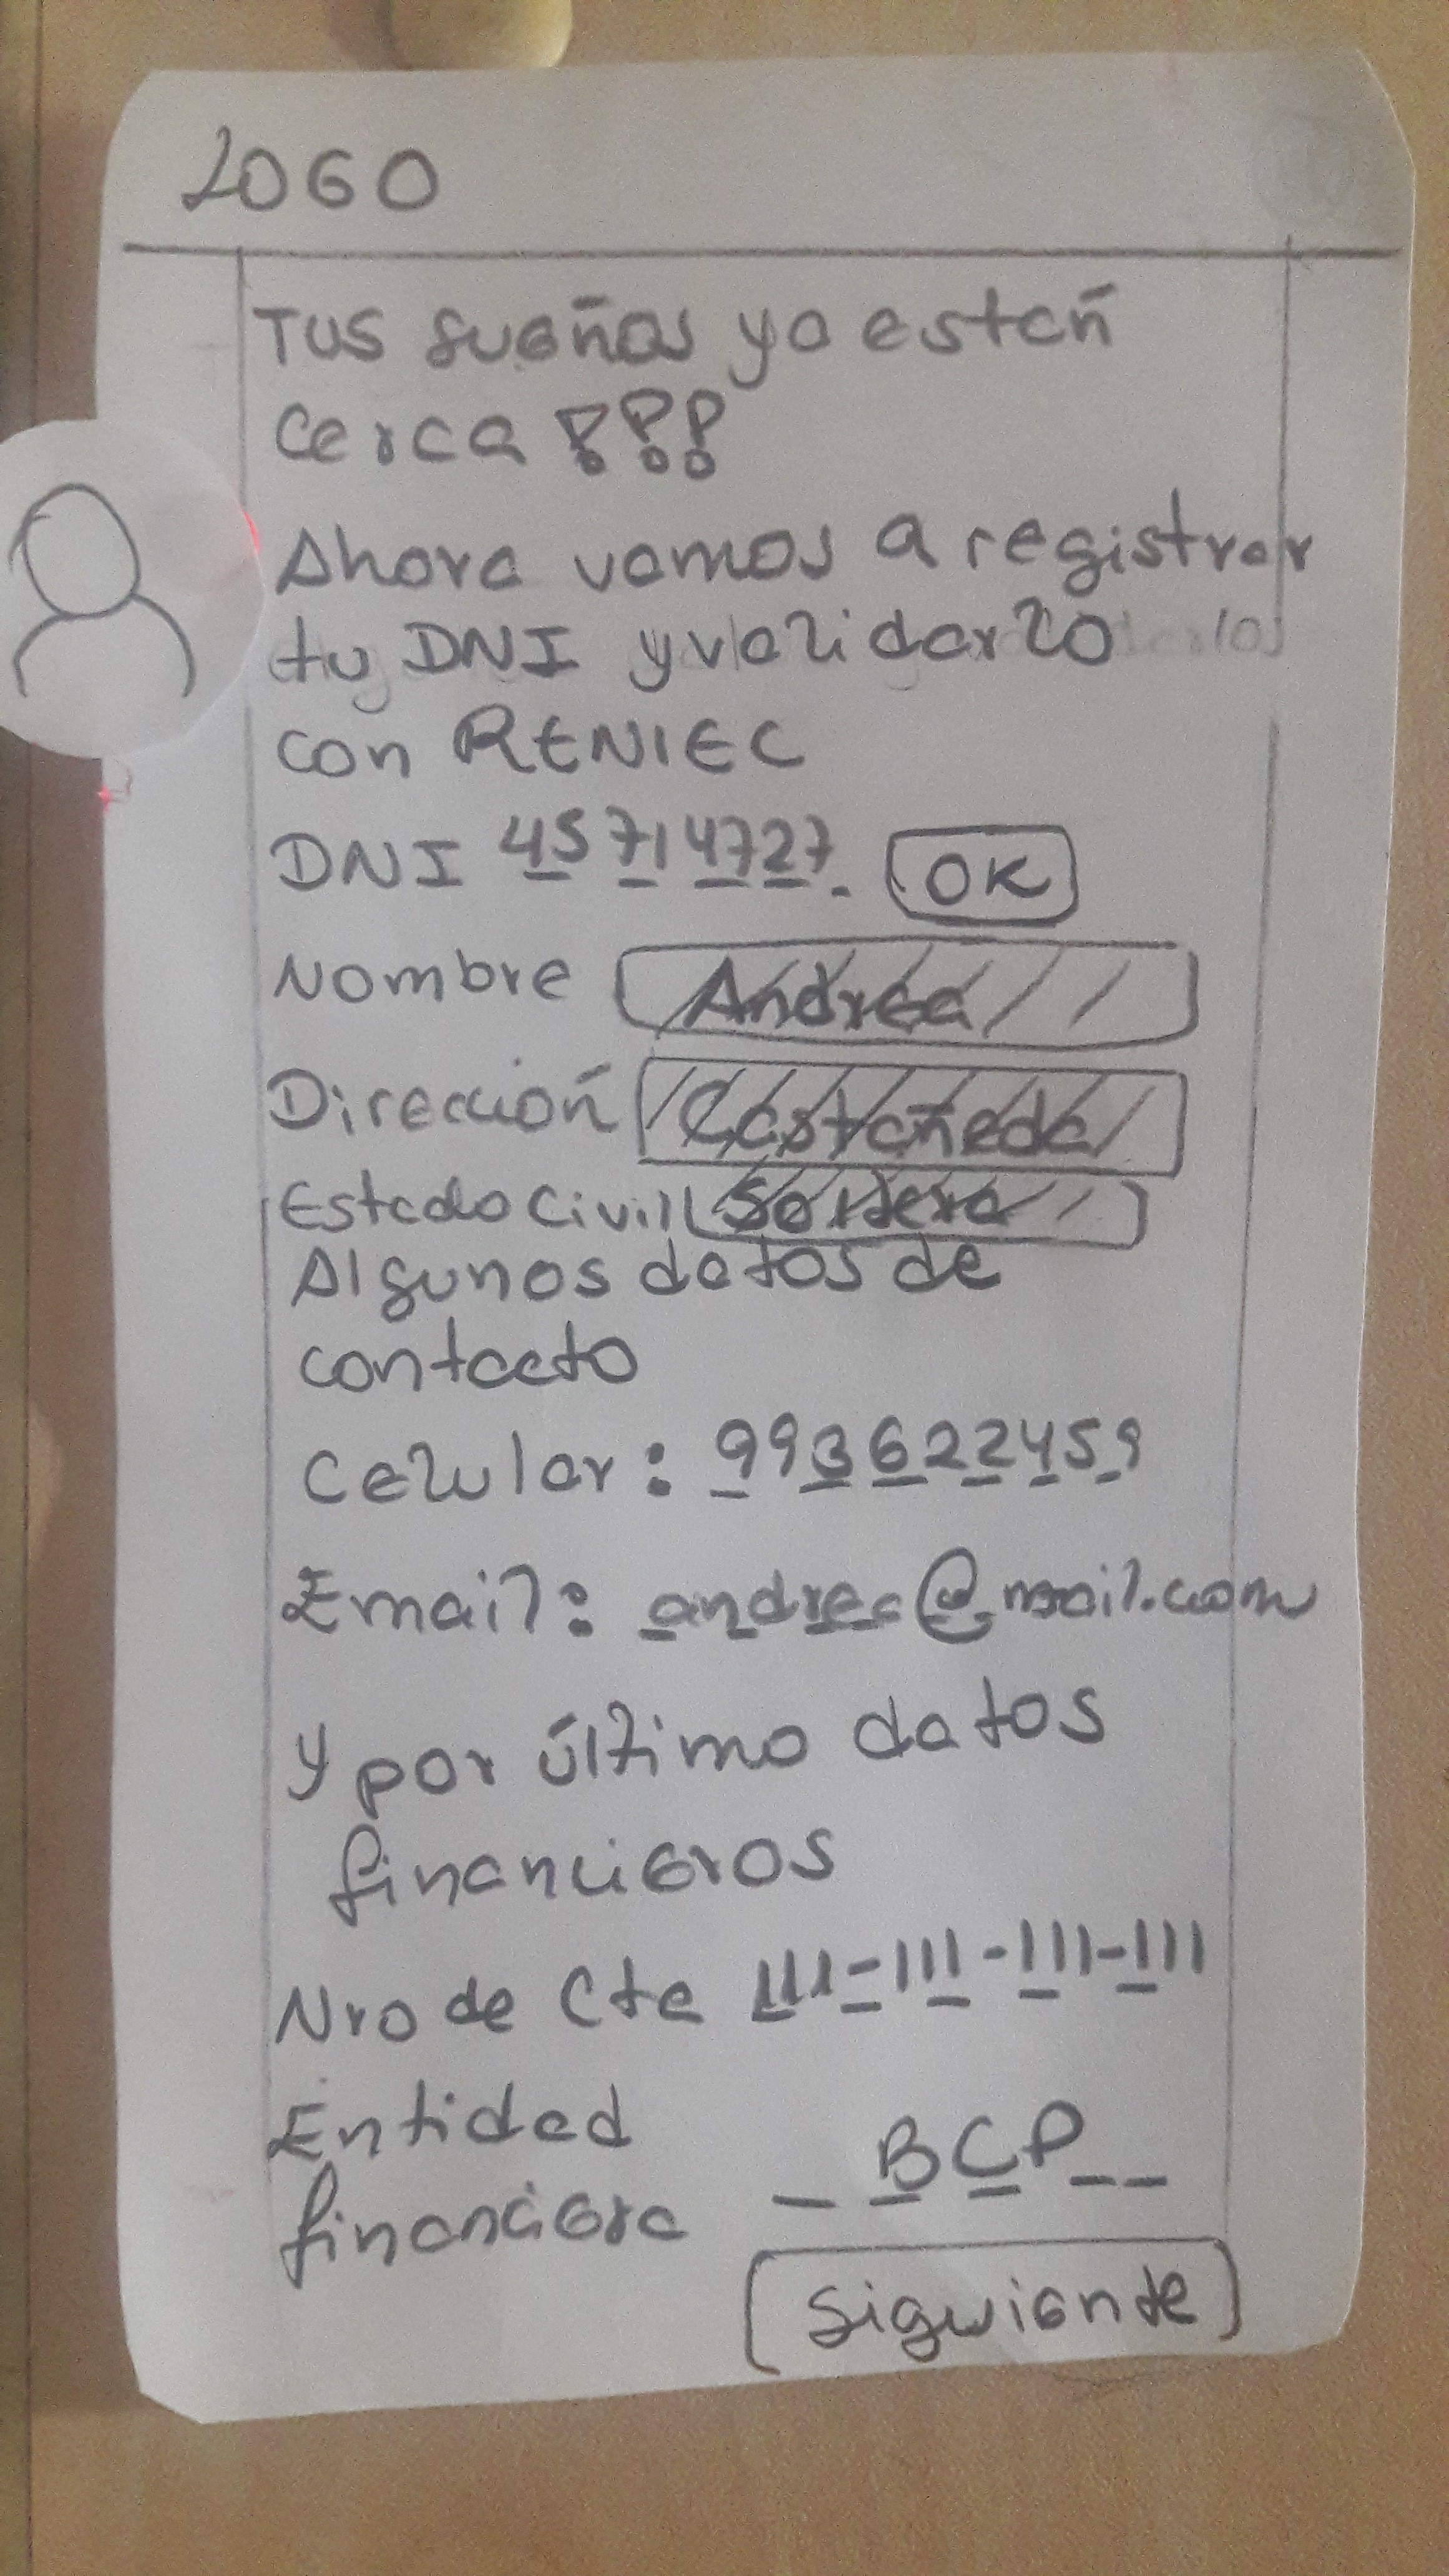 LOGO
Tus sueños ya están
cerca !!!
Ahora vamos a registrar
tu DNI y validarlo
con RENIEC
DNI 45714727 OK
Nombre Andrea
Dirección Castañeda
Estado Civil Soltera
Algunos datos de
contacto
Celular: 993622459
Email: andrea@mail.com
Y por último datos
financieros
Nro de Cta 111-111-111-111
Entidad
financiera BCP
Siguiente